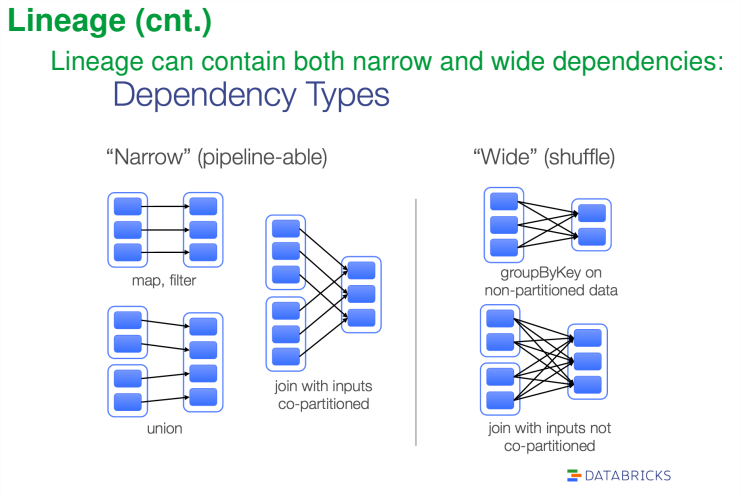 Lineage (cnt.)
Lineage can contain both narrow and wide dependencies:
Dependency Types
“Narrow” (pipeline-able)
map, filter
union
join with inputs
co-partitioned
“Wide” (shuffle)
groupByKey on
non-partitioned data
join with inputs not
co-partitioned
DATABRICKS